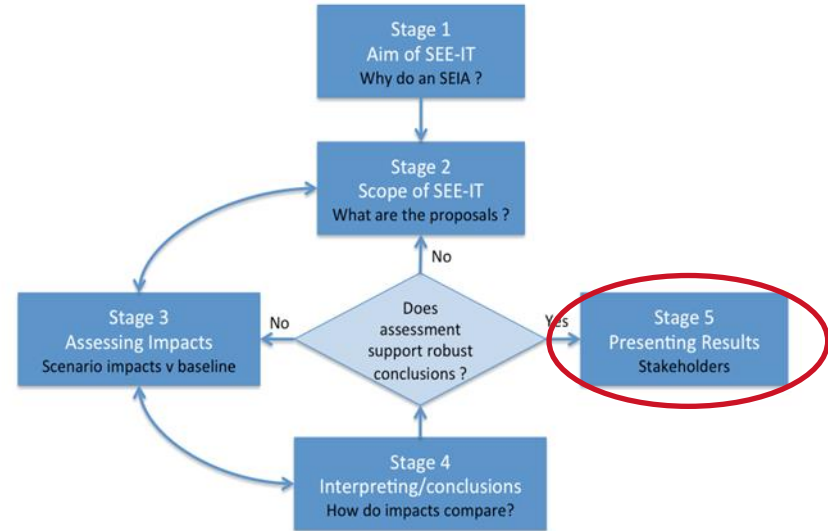 Stage 1
Aim of SEE-IT
Why do an SEIA ?
Stage 2
Scope of SEE-IT
What are the proposals ?
No
Stage 3
Assessing Impacts
Scenario impacts v baseline
No
Does
assessment
support robust
conclusions ?
Yes
Stage 5
Presenting Results
Stakeholders
Stage 4
Interpreting/conclusions
How do impacts compare?